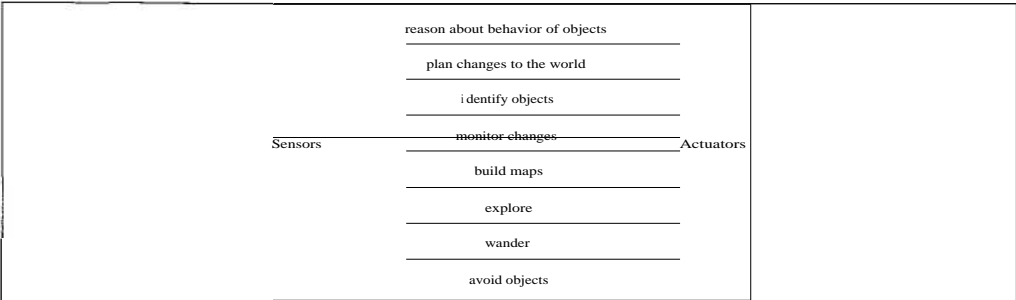 reason about behavior of objects
plan changes to the world
identify objects
monitor changes
Sensors
Actuators
build maps
explore
wander
avoid objects